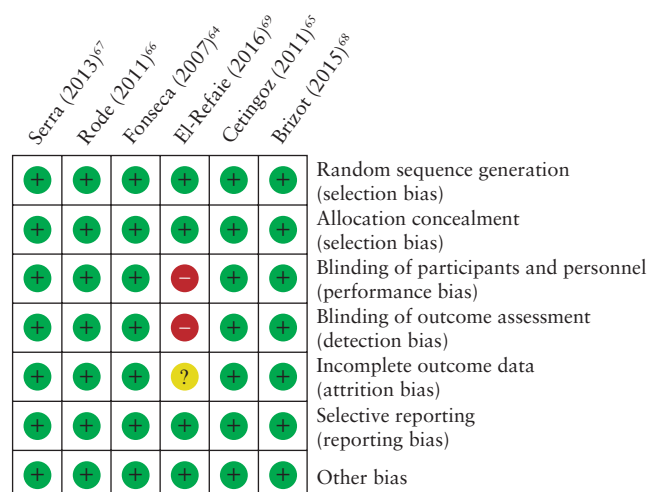 Serra (2013)⁶⁷
Rode (2011)⁶⁶
Fonseca (2007)⁶⁴
El-Refaie (2016)⁶⁹
Cetingoz (2011)⁶⁵
Brizot (2015)⁶⁸
+ + + + + + Random sequence generation
(selection bias)
+ + + + + + Allocation concealment
(selection bias)
+ + + − + + Blinding of participants and personnel
(performance bias)
+ + + − + + Blinding of outcome assessment
(detection bias)
+ + + ? + + Incomplete outcome data
(attrition bias)
+ + + + + + Selective reporting
(reporting bias)
+ + + + + + Other bias